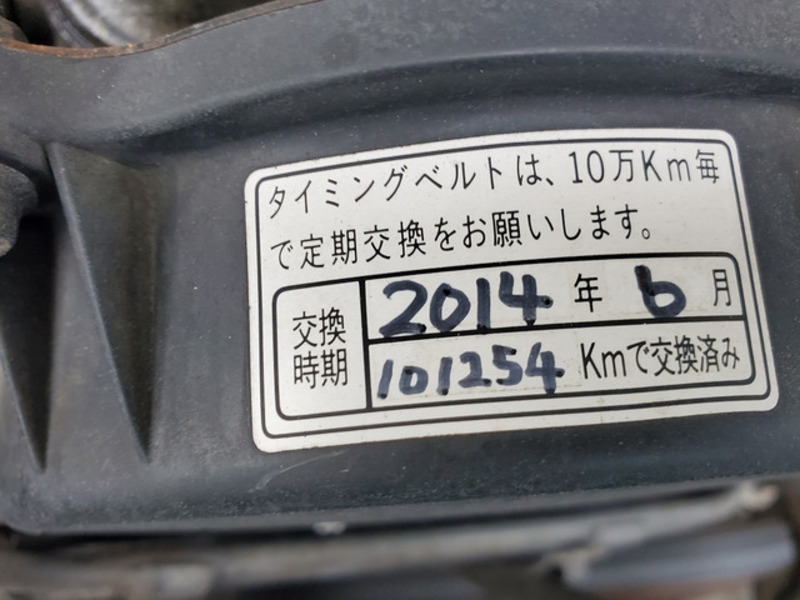 タイミングベルトは、10万Km毎
で定期交換をお願いします。
交換
時期
2014 年 6 月
101254 Kmで交換済み